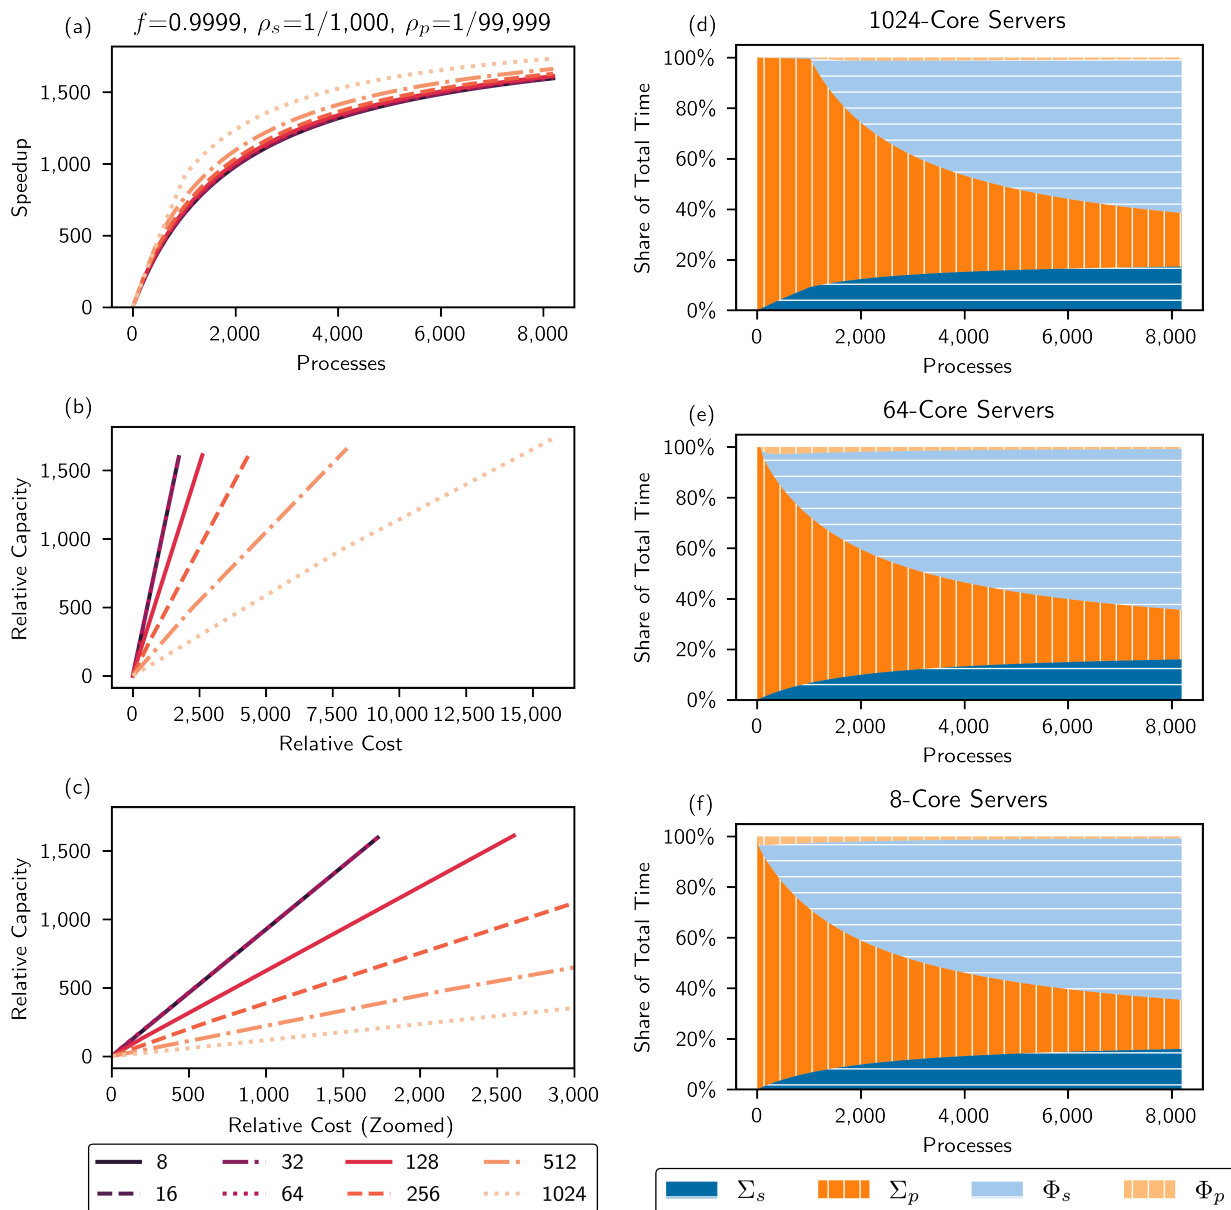 (a)
f=0.9999, ρs=1/1,000, ρp=1/99,999
1,500
1,000
500
0
Speedup
0 2,000 4,000 6,000 8,000
Processes
(b)
1,500
1,000
500
0
Relative Capacity
0 2,500 5,000 7,500 10,000 12,500 15,000
Relative Cost
(c)
1,500
1,000
500
0
Relative Capacity
0 500 1,000 1,500 2,000 2,500 3,000
Relative Cost (Zoomed)
8 32 128 512
16 64 256 1024
(d)
1024-Core Servers
100%
80%
60%
40%
20%
0%
Share of Total Time
0 2,000 4,000 6,000 8,000
Processes
(e)
64-Core Servers
100%
80%
60%
40%
20%
0%
Share of Total Time
0 2,000 4,000 6,000 8,000
Processes
(f)
8-Core Servers
100%
80%
60%
40%
20%
0%
Share of Total Time
0 2,000 4,000 6,000 8,000
Processes
Σs Σp Φs Φp